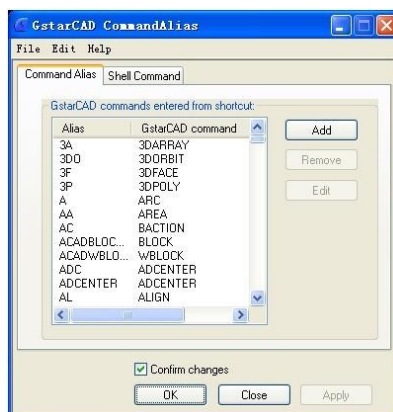 GstarCAD CommandAlias
File Edit Help
Command Alias Shell Command
GstarCAD commands entered from shortcut:
Alias GstarCAD command
3A 3DARRAY
3DO 3DORBIT
3F 3DFACE
3P 3DPOLY
A ARC
AA AREA
AC BACTION
ACADBLOC... BLOCK
ACADWBLO... WBLOCK
ADC ADCENTER
ADCENTER ADCENTER
AL ALIGN
Add
Remove
Edit
Confirm changes
OK Close Apply